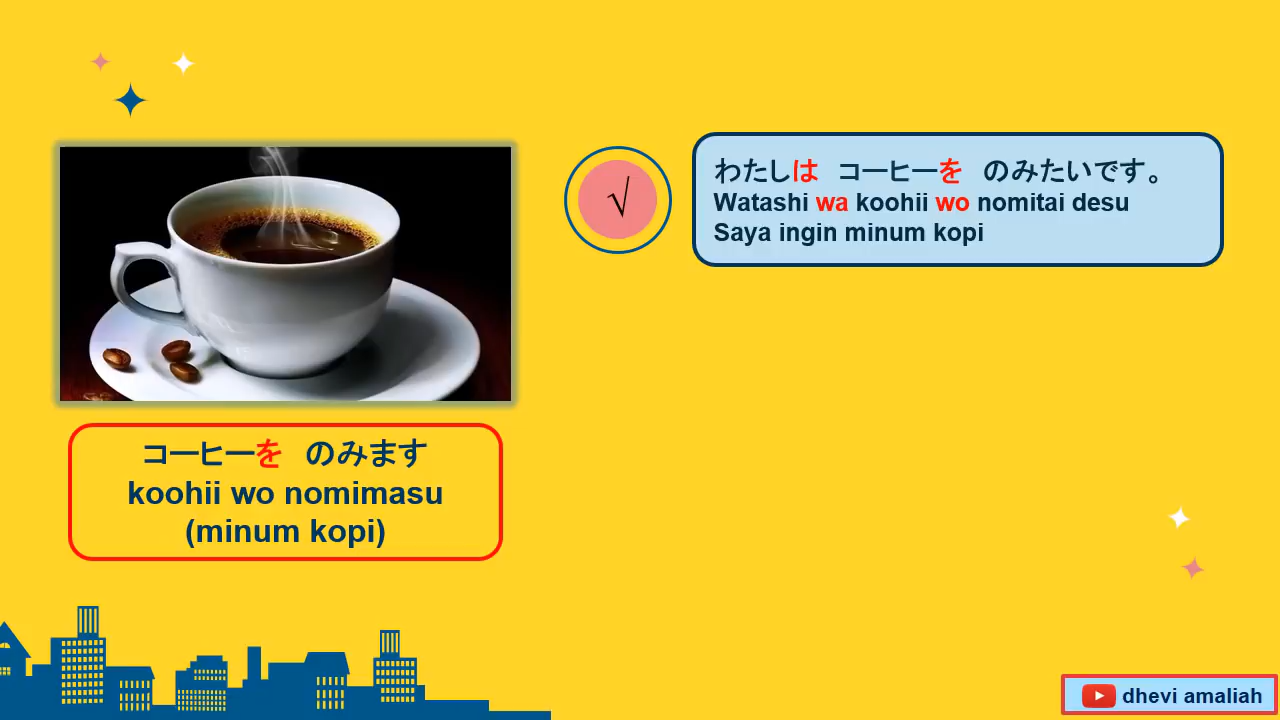 √
わたしは　コーヒーを　のみたいです。
Watashi wa koohii wo nomitai desu
Saya ingin minum kopi
コーヒーを　のみます
koohii wo nomimasu
(minum kopi)
dhevi amaliah